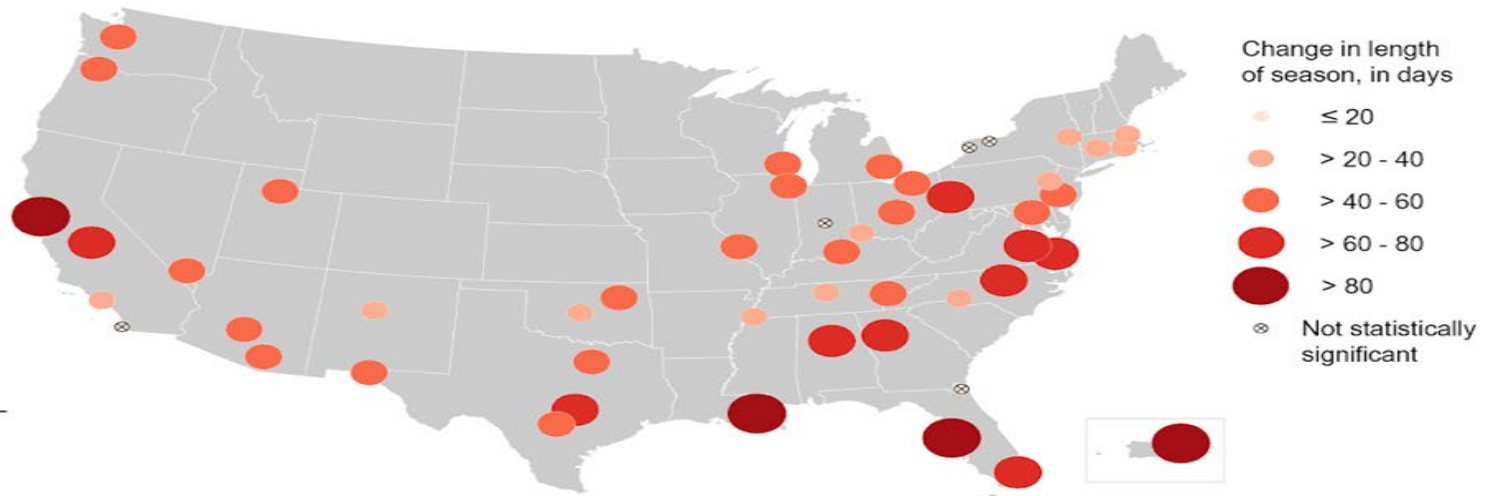 Change in length
of season, in days
≤ 20
> 20 - 40
> 40 - 60
> 60 - 80
> 80
Not statistically
significant